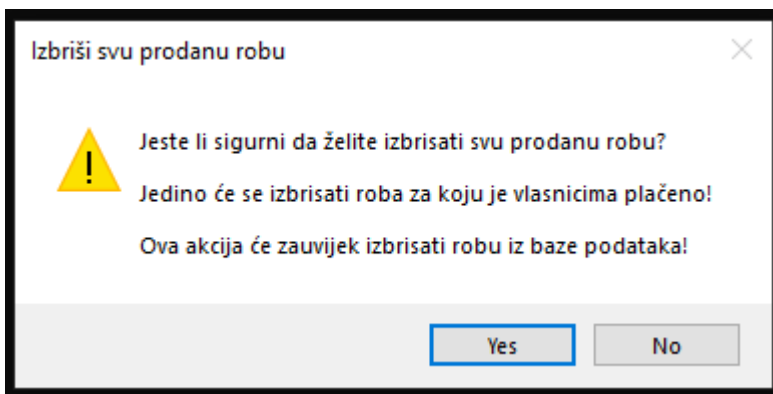 Izbriši svu prodanu robu
Jeste li sigurni da želite izbrisati svu prodanu robu?
Jedino će se izbrisati roba za koju je vlasnicima plačeno!
Ova akcija će zauvijek izbrisati robu iz baze podataka!
Yes
No